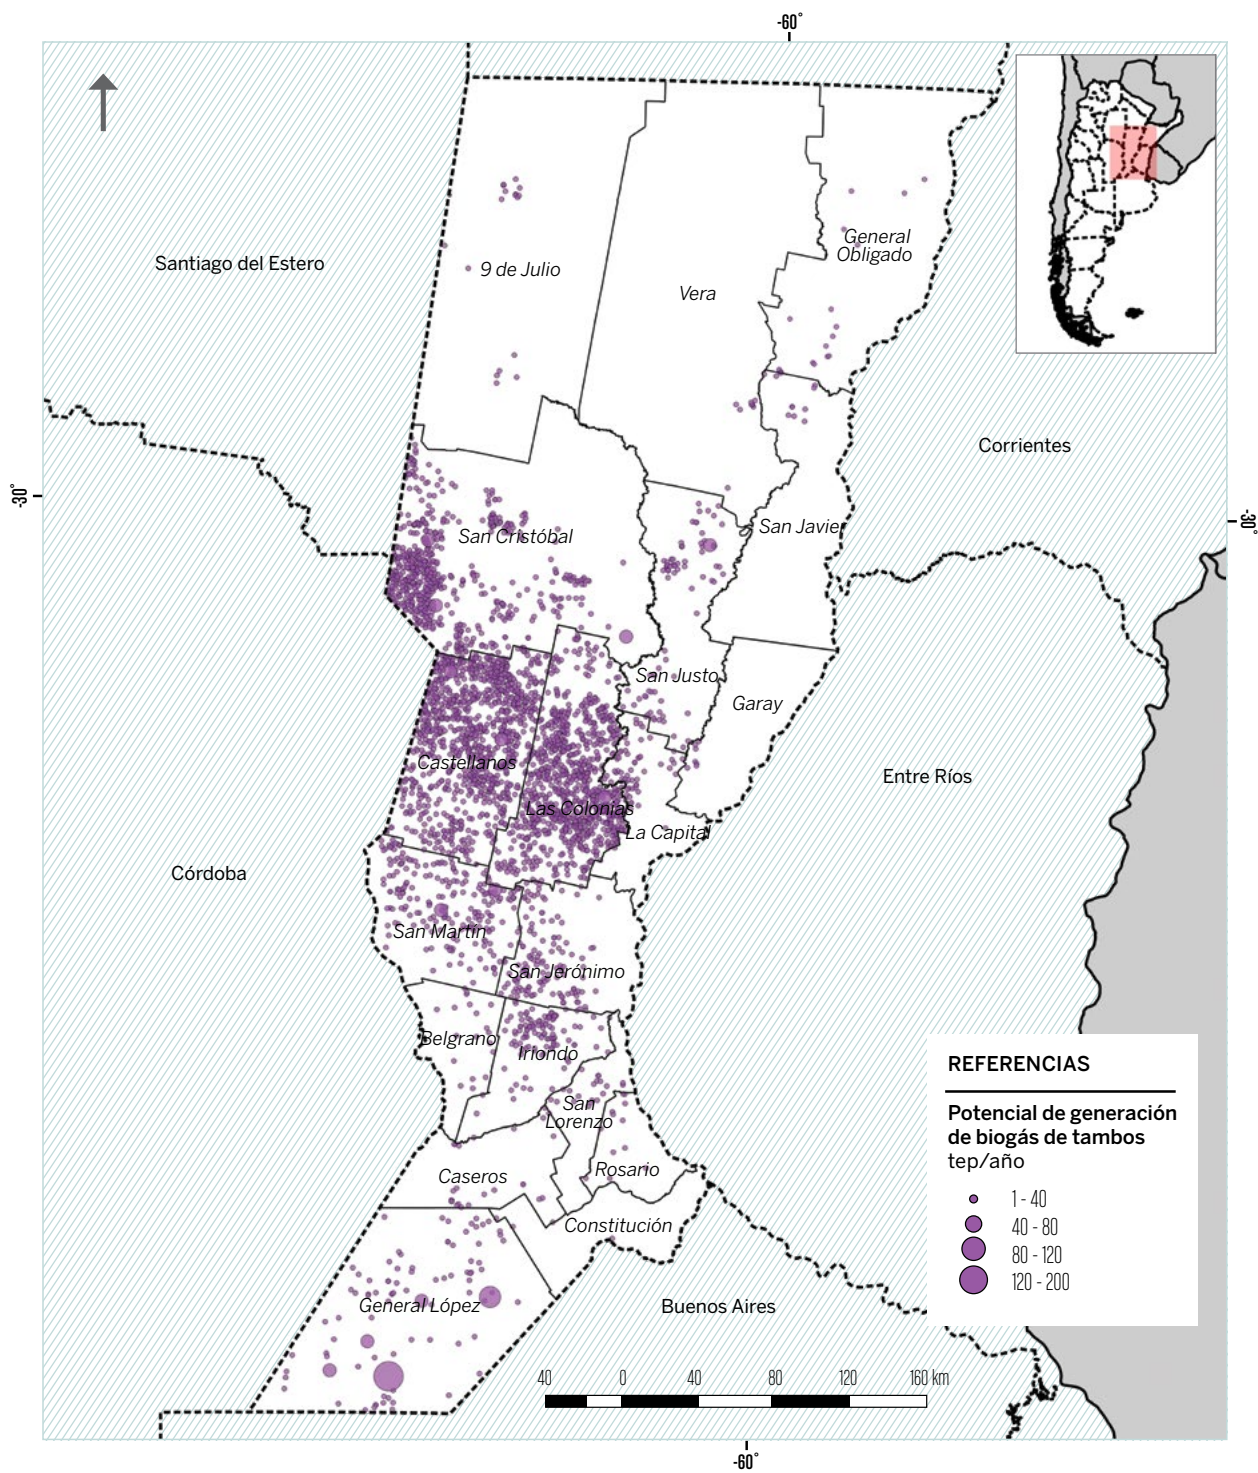 -60°
Santiago del Estero
9 de Julio
Vera
General
Obligado
Corrientes
-30°
-30°
San Cristóbal
San Javier
San Justo
Garay
Castellanos
Las Colonias
La Capital
Entre Ríos
Córdoba
San Martín
San Jerónimo
Belgrano
Iriondo
San
Lorenzo
Caseros
Rosario
Constitución
General López
Buenos Aires
REFERENCIAS
Potencial de generación
de biogás de tambos
tep/año
1 - 40
40 - 80
80 - 120
120 - 200
40 0 40 80 120 160 km
-60°